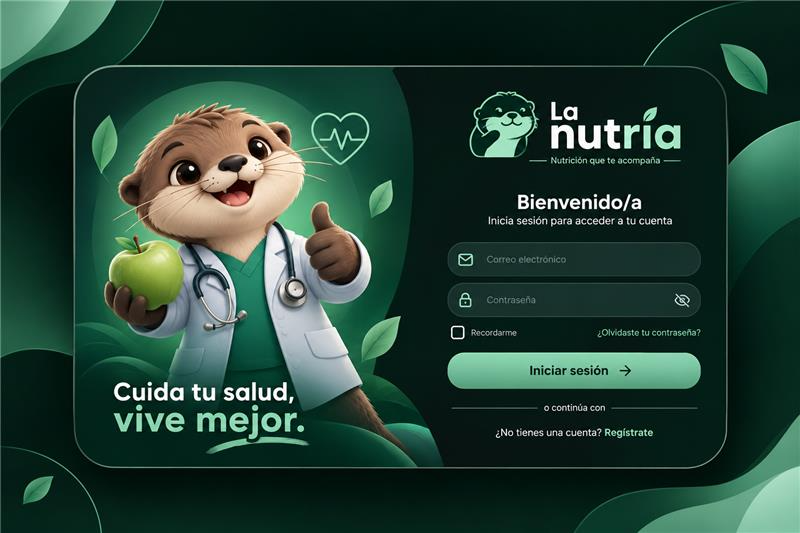 Cuida tu salud,
vive mejor.
La
nutría
Nutrición que te acompaña
Bienvenido/a
Inicia sesión para acceder a tu cuenta
Correo electrónico
Contraseña
Recordarme
¿Olvidaste tu contraseña?
Iniciar sesión →
o continúa con
¿No tienes una cuenta? Regístrate